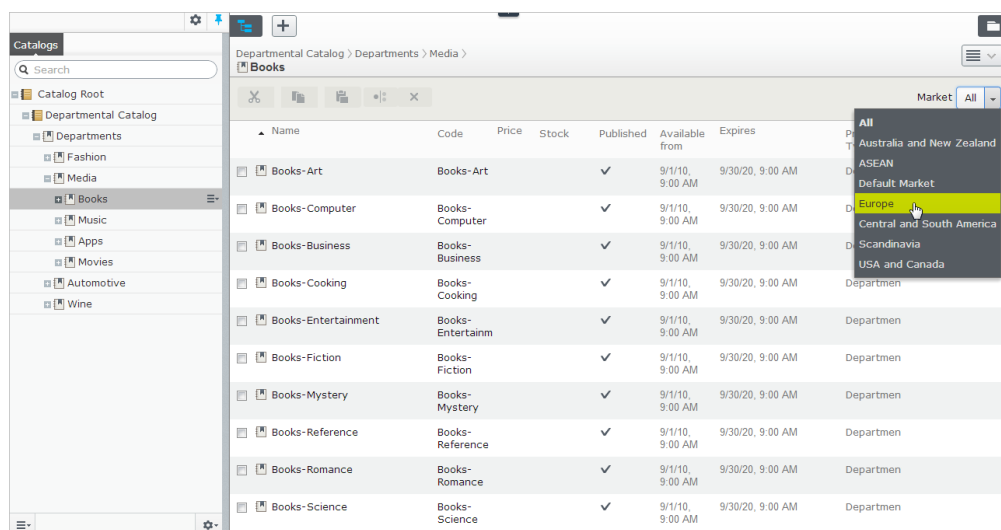 Catalogs
Search
Catalog Root
Departmental Catalog
Departments
Fashion
Media
Books
Music
Apps
Movies
Automotive
Wine
Departmental Catalog > Departments > Media >
Books
Market All
All
Australia and New Zealand
ASEAN
Default Market
Europe
Central and South America
Scandinavia
USA and Canada
Name Code Price Stock Published Available Expires
from
Books-Art Books-Art 9/1/10, 9/30/20, 9:00 AM
9:00 AM
Books-Computer Books- 9/1/10, 9/30/20, 9:00 AM
Computer 9:00 AM
Books-Business Books- 9/1/10, 9/30/20, 9:00 AM
Business 9:00 AM
Books-Cooking Books- 9/1/10, 9/30/20, 9:00 AM Departmen
Cooking 9:00 AM
Books-Entertainment Books- 9/1/10, 9/30/20, 9:00 AM Departmen
Entertainm 9:00 AM
Books-Fiction Books- 9/1/10, 9/30/20, 9:00 AM Departmen
Fiction 9:00 AM
Books-Mystery Books- 9/1/10, 9/30/20, 9:00 AM Departmen
Mystery 9:00 AM
Books-Reference Books- 9/1/10, 9/30/20, 9:00 AM Departmen
Reference 9:00 AM
Books-Romance Books- 9/1/10, 9/30/20, 9:00 AM Departmen
Romance 9:00 AM
Books-Science Books- 9/1/10, 9/30/20, 9:00 AM Departmen
Science 9:00 AM